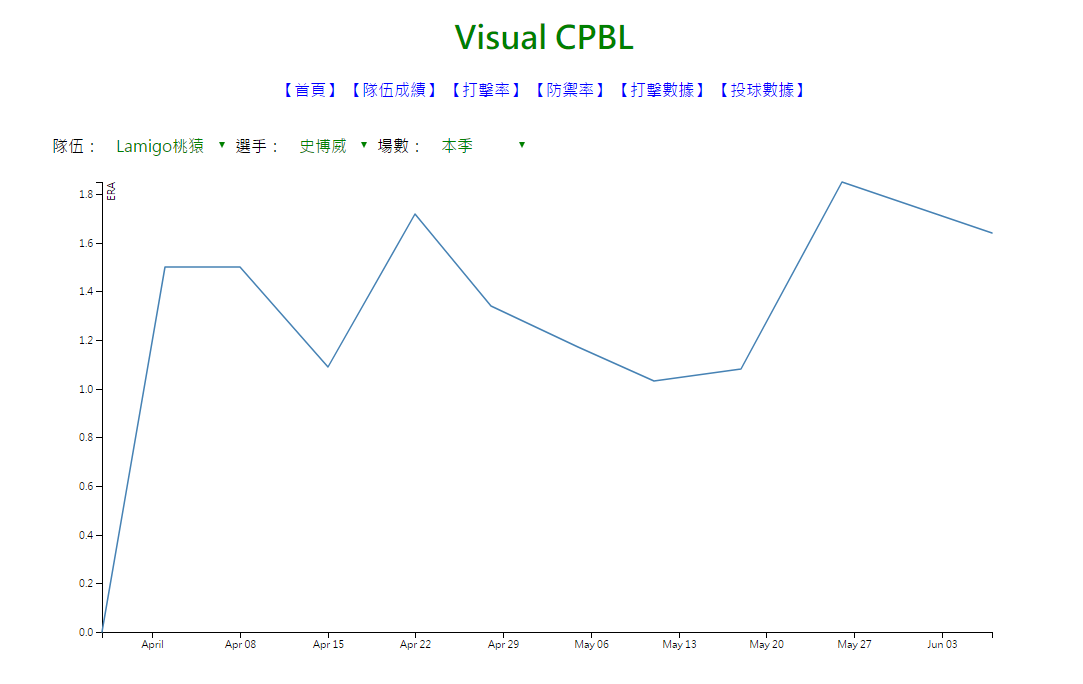 Visual CPBL
【首頁】【隊伍成績】【打擊率】【防禦率】【打擊數據】【投球數據】
隊伍： Lamigo桃猿 ▼ 選手： 史博威 ▼ 場數： 本季 ▼
ERA
1.8
1.6
1.4
1.2
1.0
0.8
0.6
0.4
0.2
0.0
April Apr 08 Apr 15 Apr 22 Apr 29 May 06 May 13 May 20 May 27 Jun 03